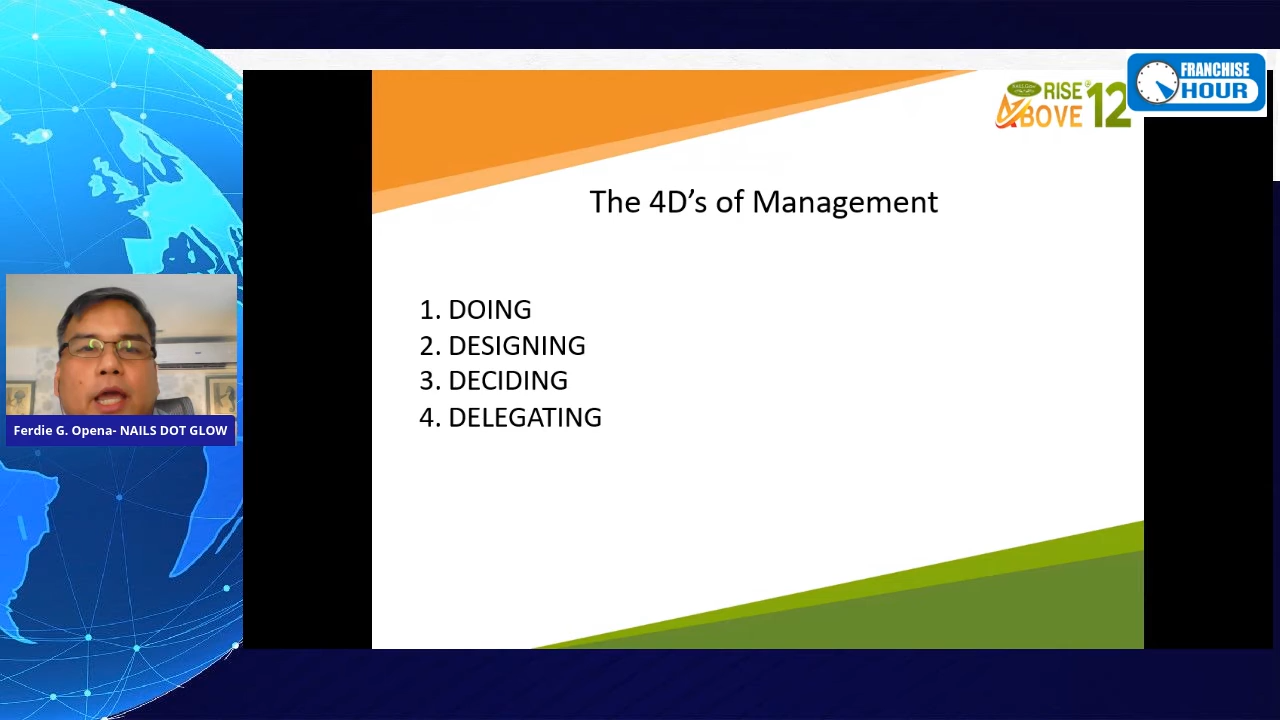 FRANCHISE
HOUR
NAILSGlow
RISE
ABOVE
12
The 4D’s of Management
1. DOING
2. DESIGNING
3. DECIDING
4. DELEGATING
Ferdie G. Opena- NAILS DOT GLOW